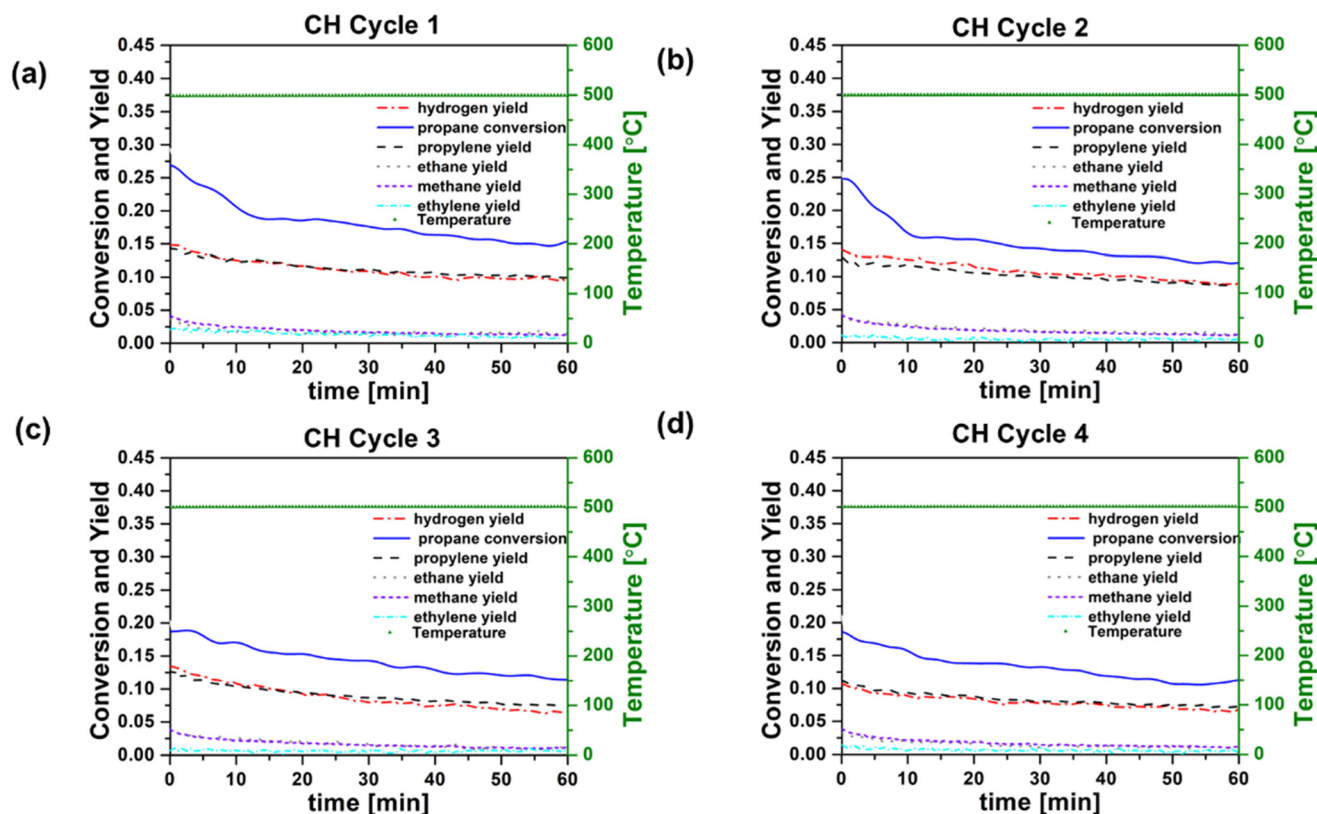 CH Cycle 1
(a)
0.45
0.40
0.35
0.30
0.25
0.20
0.15
0.10
0.05
0.00
Conversion and Yield
hydrogen yield
propane conversion
propylene yield
ethane yield
methane yield
ethylene yield
Temperature
600
500
400
300
200
100
0
Temperature [°C]
0 10 20 30 40 50 60
time [min]
CH Cycle 2
(b)
0.45
0.40
0.35
0.30
0.25
0.20
0.15
0.10
0.05
0.00
Conversion and Yield
hydrogen yield
propane conversion
propylene yield
ethane yield
methane yield
ethylene yield
Temperature
600
500
400
300
200
100
0
Temperature [°C]
0 10 20 30 40 50 60
time [min]
CH Cycle 3
(c)
0.45
0.40
0.35
0.30
0.25
0.20
0.15
0.10
0.05
0.00
Conversion and Yield
hydrogen yield
propane conversion
propylene yield
ethane yield
methane yield
ethylene yield
Temperature
600
500
400
300
200
100
0
Temperature [°C]
0 10 20 30 40 50 60
time [min]
CH Cycle 4
(d)
0.45
0.40
0.35
0.30
0.25
0.20
0.15
0.10
0.05
0.00
Conversion and Yield
hydrogen yield
propane conversion
propylene yield
ethane yield
methane yield
ethylene yield
Temperature
600
500
400
300
200
100
0
Temperature [°C]
0 10 20 30 40 50 60
time [min]